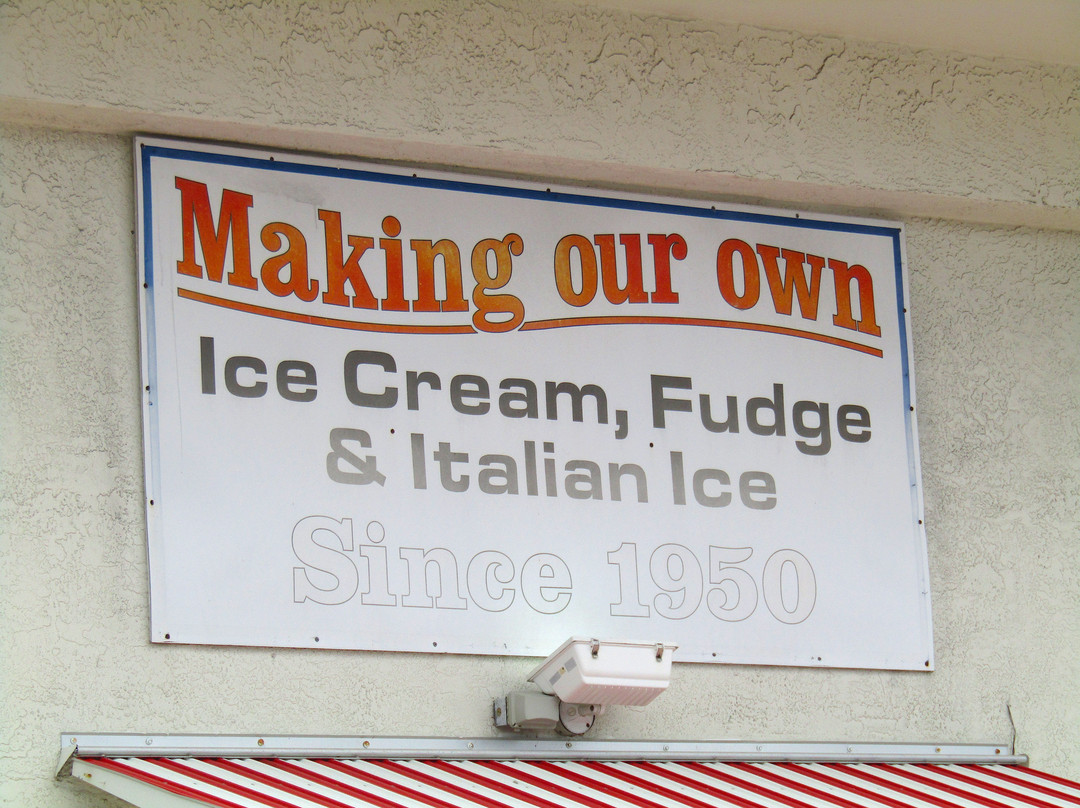 Making our own
Ice Cream, Fudge
& Italian Ice
Since 1950